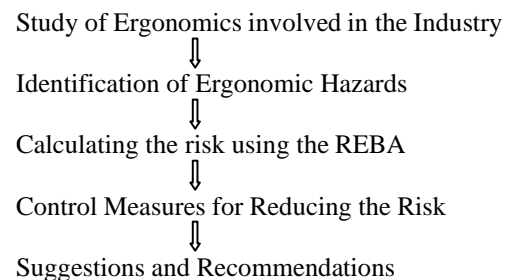 Study of Ergonomics involved in the Industry
Identification of Ergonomic Hazards
Calculating the risk using the REBA
Control Measures for Reducing the Risk
Suggestions and Recommendations